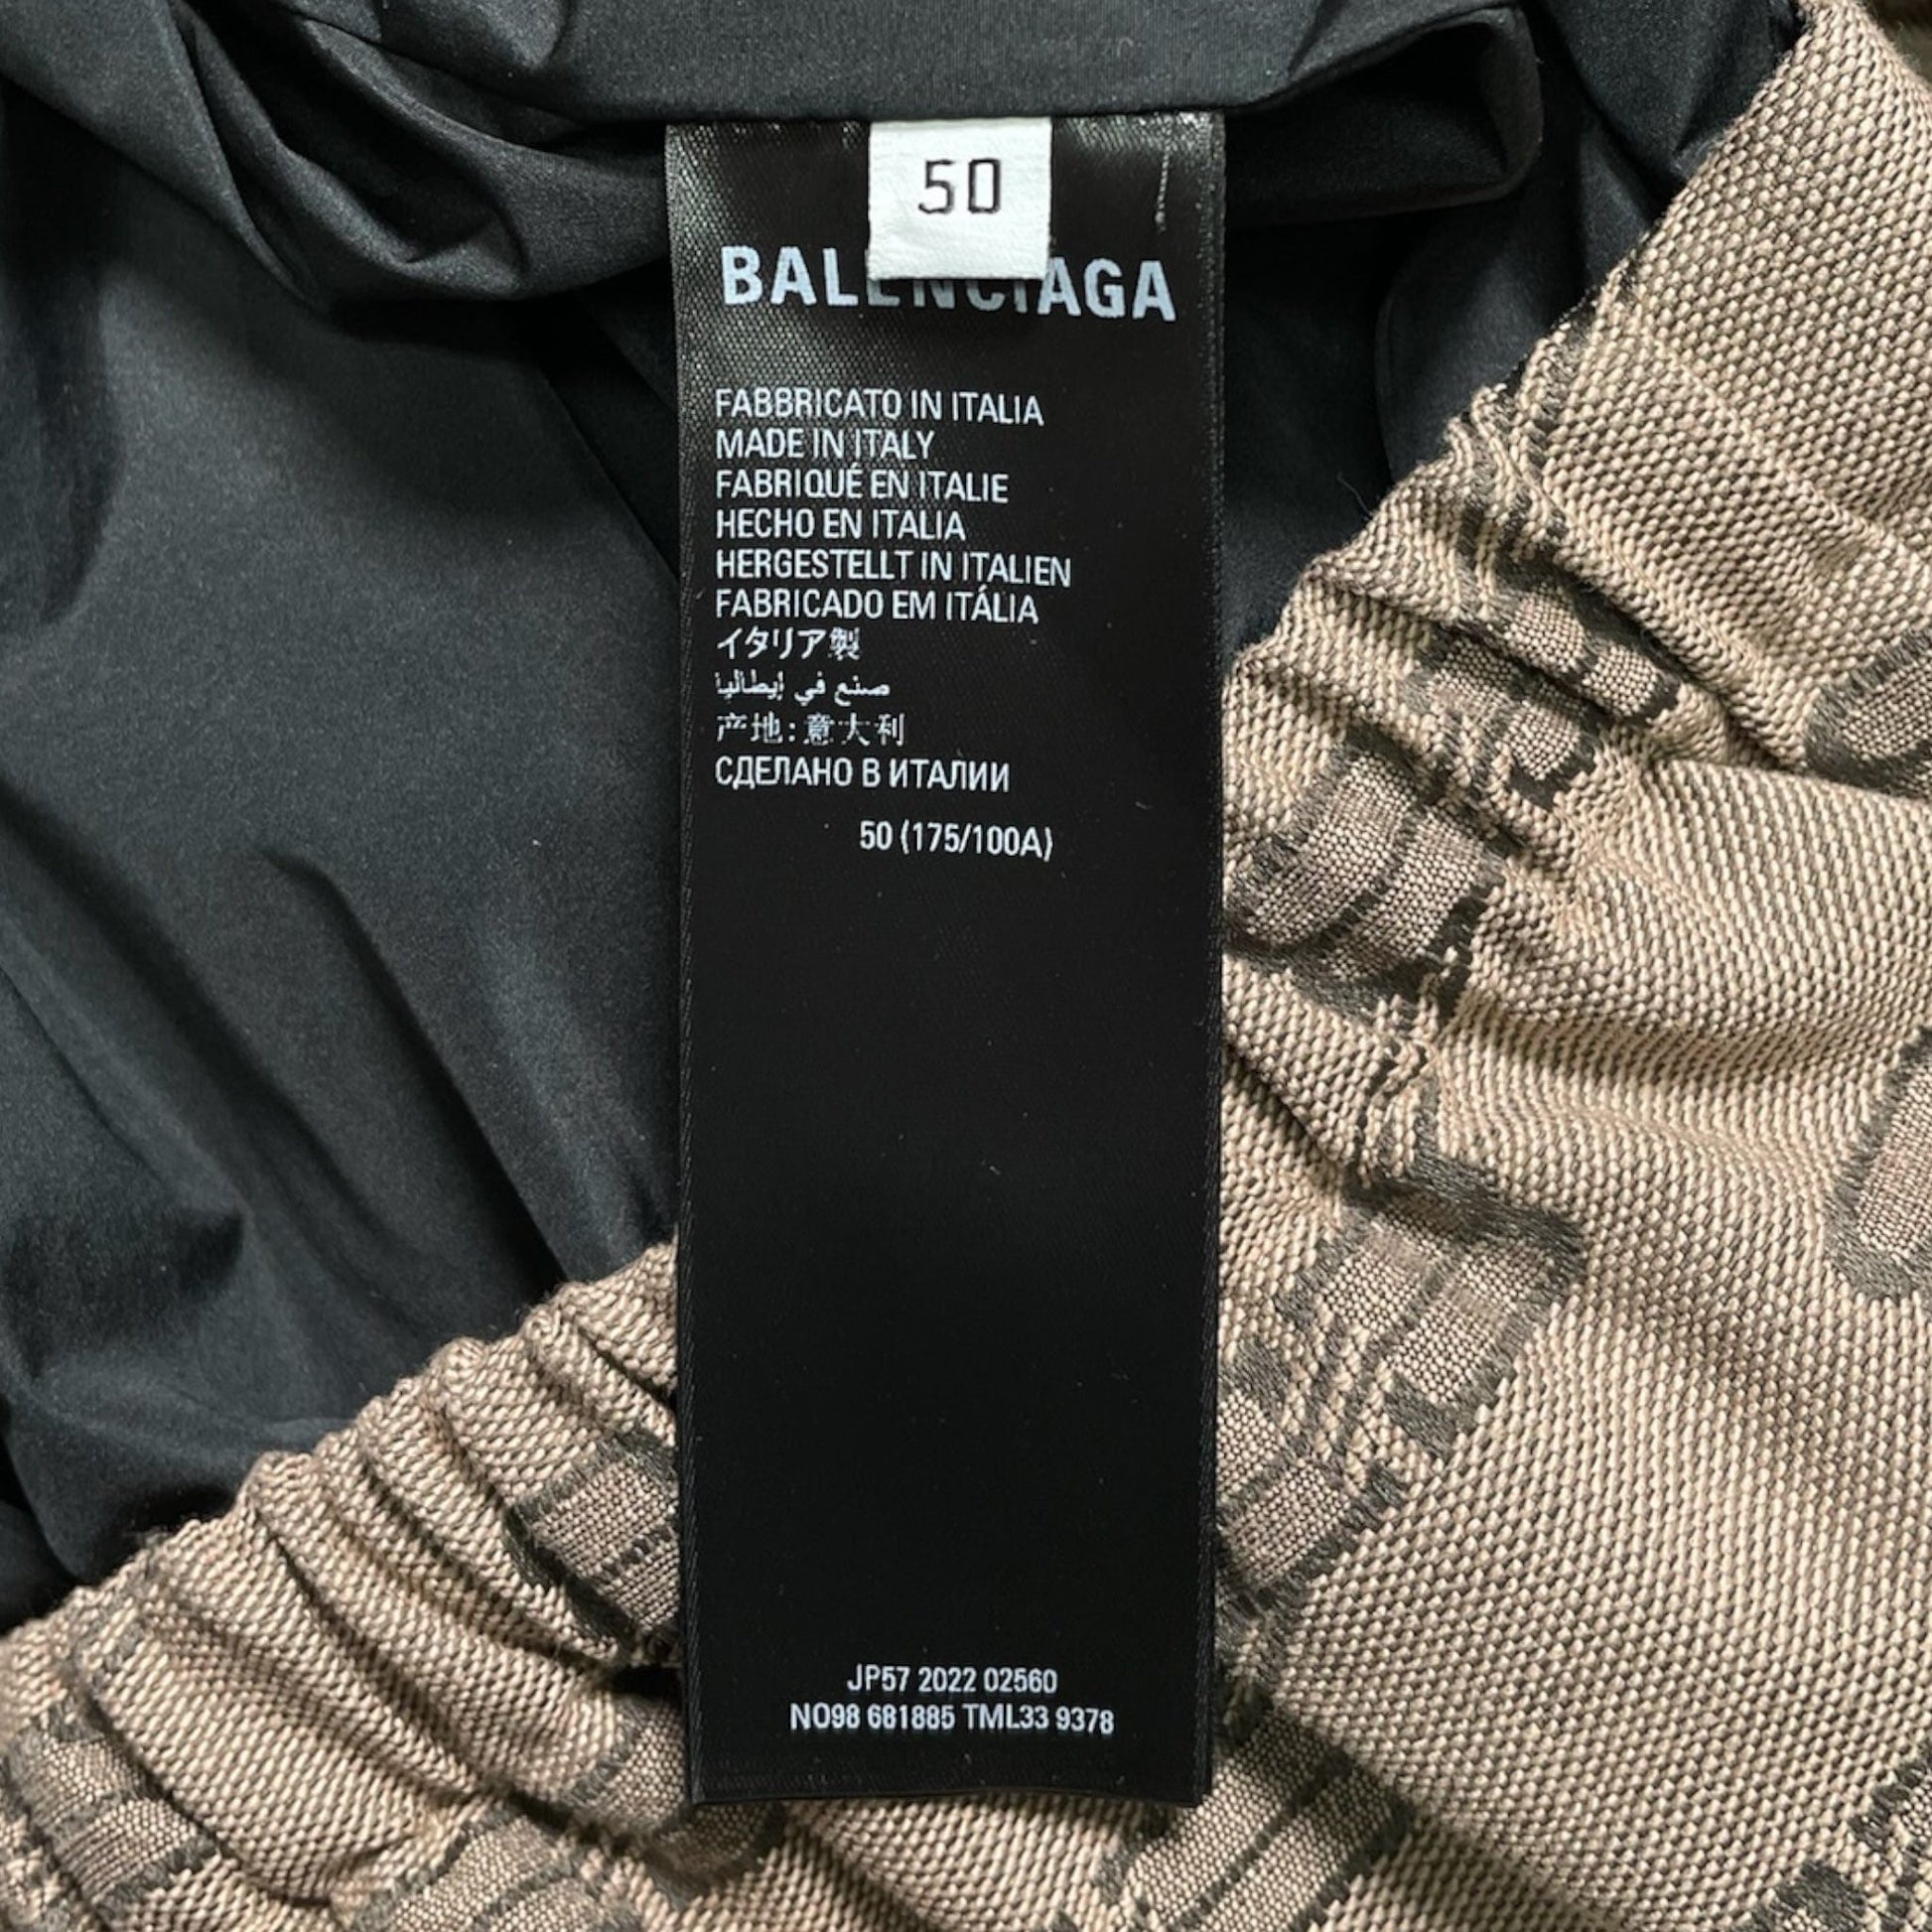 50
BALENCIAGA
FABBRICATO IN ITALIA
MADE IN ITALY
FABRIQUÉ EN ITALIE
HECHO EN ITALIA
HERGESTELLT IN ITALIEN
FABRICADO EM ITÁLIA
イタリア製
صنع في إيطاليا
产地:意大利
СДЕЛАНО В ИТАЛИИ
50 (175/100A)
JP57 2022 02560
NO98 681885 TML33 9378